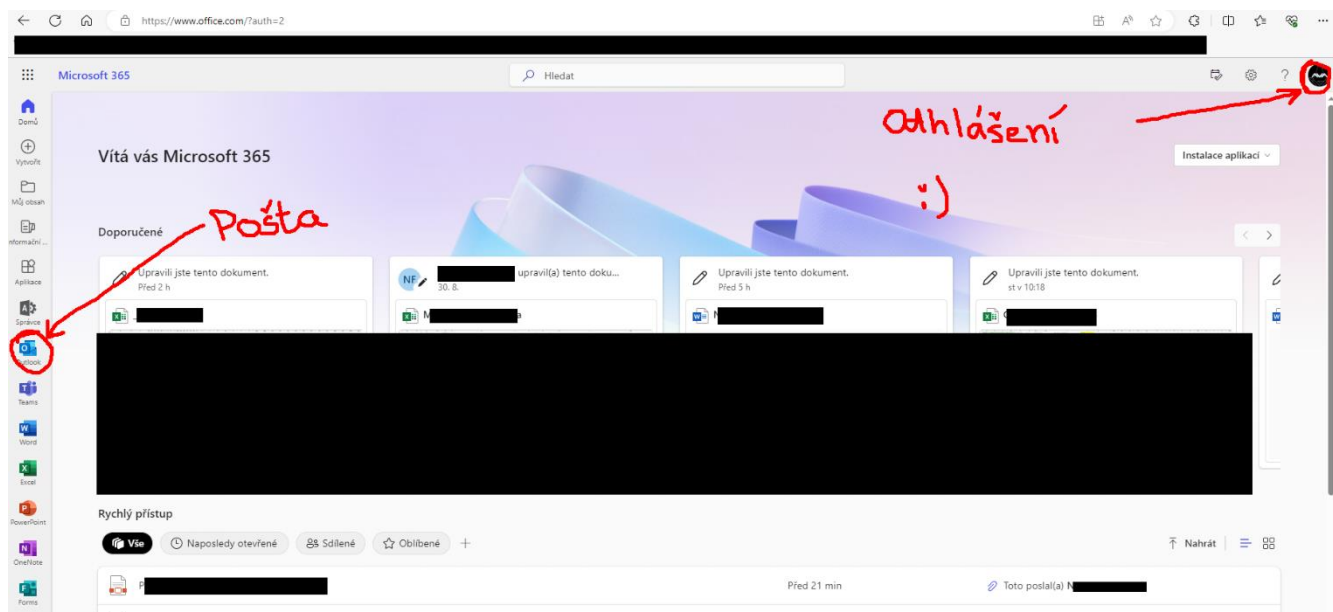 https://www.office.com/?auth=2
Microsoft 365
Hledat
Odhlášení
:)
Domů
Vytvořit
Můj obsah
Aplikace
Správce
Outlook
Teams
Word
Excel
PowerPoint
OneNote
Forms
Vítá vás Microsoft 365
Instalace aplikací
Pošta
Doporučené
Upravili jste tento dokument.
Před 2 h
NF
upravil(a) tento doku...
30. 8.
M
Upravili jste tento dokument.
Před 5 h
N
Upravili jste tento dokument.
st v 10:18
Rychlý přístup
Vše
Naposledy otevřené
Sdílené
Oblíbené
Nahrát
P
Před 21 min
Toto poslal(a) N